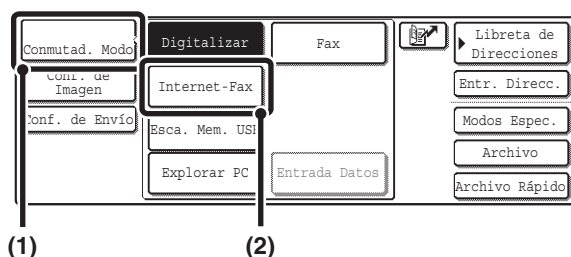 Conmutad. Modo
Digitalizar
Fax
Libreta de
Direcciones
Conf. de
Imagen
Internet-Fax
Entr. Direcc.
Conf. de Envío
Esca. Mem. USB
Modos Espec.
Archivo
Explorar PC
Entrada Datos
Archivo Rápido
(1)
(2)